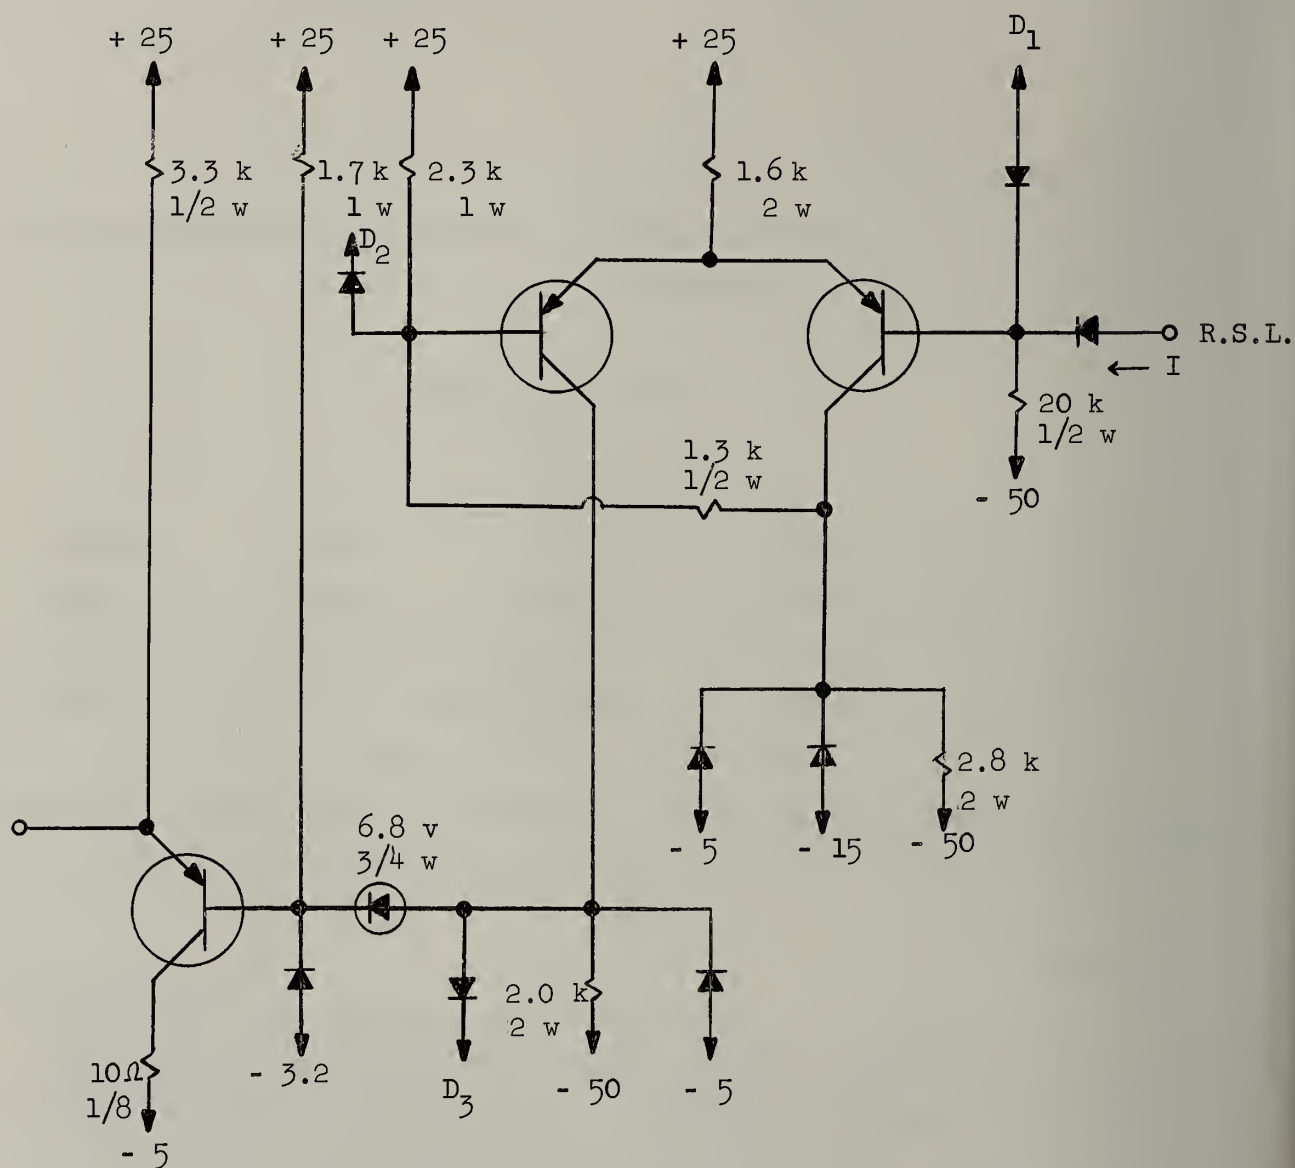 + 25
+ 25
+ 25
+ 25
D1
3.3 k
1/2 w
1.7 k
1 w
2.3 k
1 w
1.6 k
2 w
D2
R.S.L.
← I
20 k
1/2 w
- 50
1.3 k
1/2 w
2.8 k
2 w
- 5
- 15
- 50
6.8 v
3/4 w
2.0 k
2 w
10Ω
1/8
- 3.2
D3
- 50
- 5
- 5